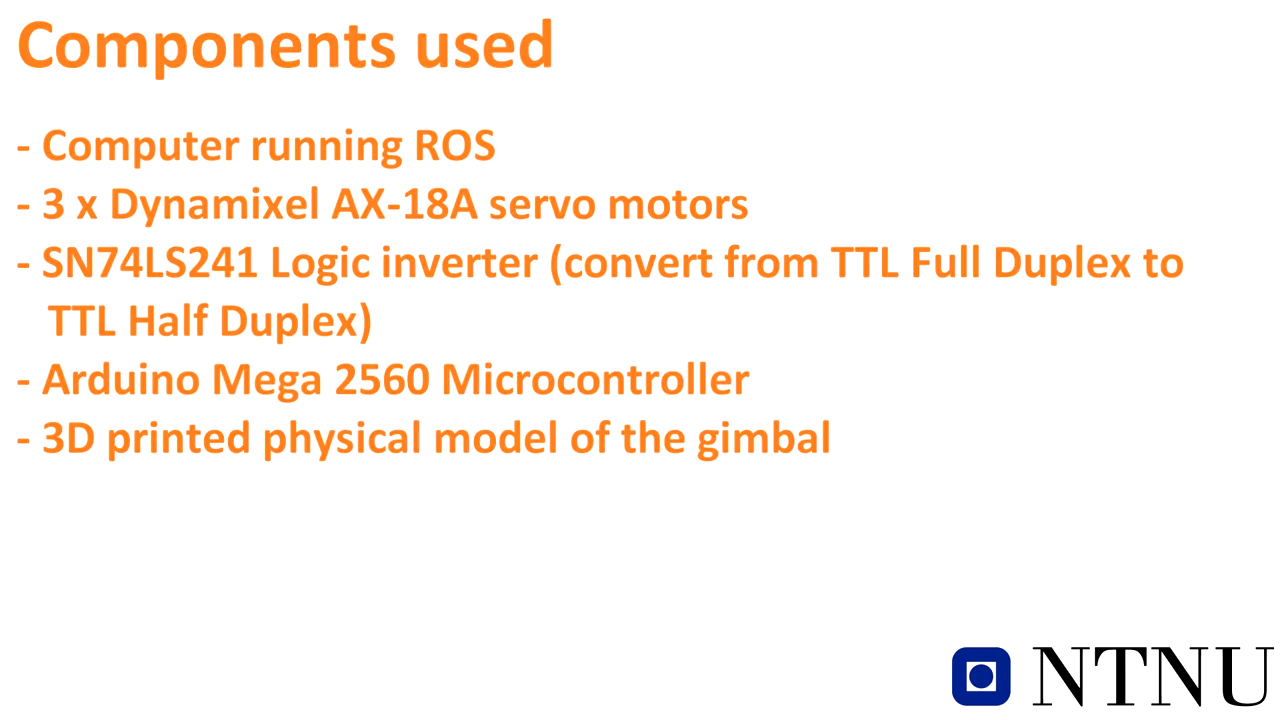 Components used
- Computer running ROS
- 3 x Dynamixel AX-18A servo motors
- SN74LS241 Logic inverter (convert from TTL Full Duplex to
TTL Half Duplex)
- Arduino Mega 2560 Microcontroller
- 3D printed physical model of the gimbal
NTNU